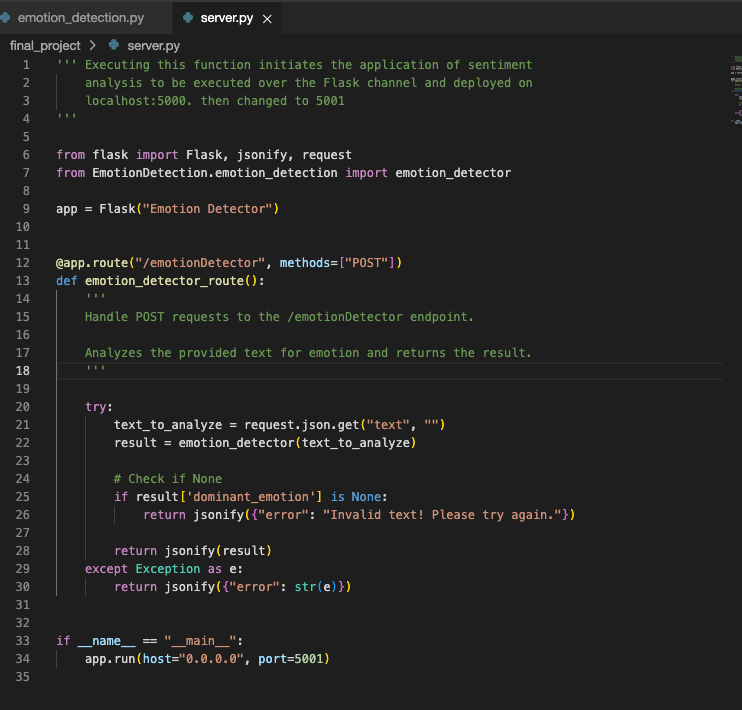 emotion_detection.py
server.py ×
final_project > server.py
1 ''' Executing this function initiates the application of sentiment
2     analysis to be executed over the Flask channel and deployed on
3     localhost:5000. then changed to 5001
4 '''
5
6 from flask import Flask, jsonify, request
7 from EmotionDetection.emotion_detection import emotion_detector
8
9 app = Flask("Emotion Detector")
10
11
12 @app.route("/emotionDetector", methods=["POST"])
13 def emotion_detector_route():
14     '''
15     Handle POST requests to the /emotionDetector endpoint.
16
17     Analyzes the provided text for emotion and returns the result.
18     '''
19
20     try:
21         text_to_analyze = request.json.get("text", "")
22         result = emotion_detector(text_to_analyze)
23
24         # Check if None
25         if result['dominant_emotion'] is None:
26             return jsonify({"error": "Invalid text! Please try again."})
27
28         return jsonify(result)
29     except Exception as e:
30         return jsonify({"error": str(e)})
31
32
33 if __name__ == "__main__":
34     app.run(host="0.0.0.0", port=5001)
35